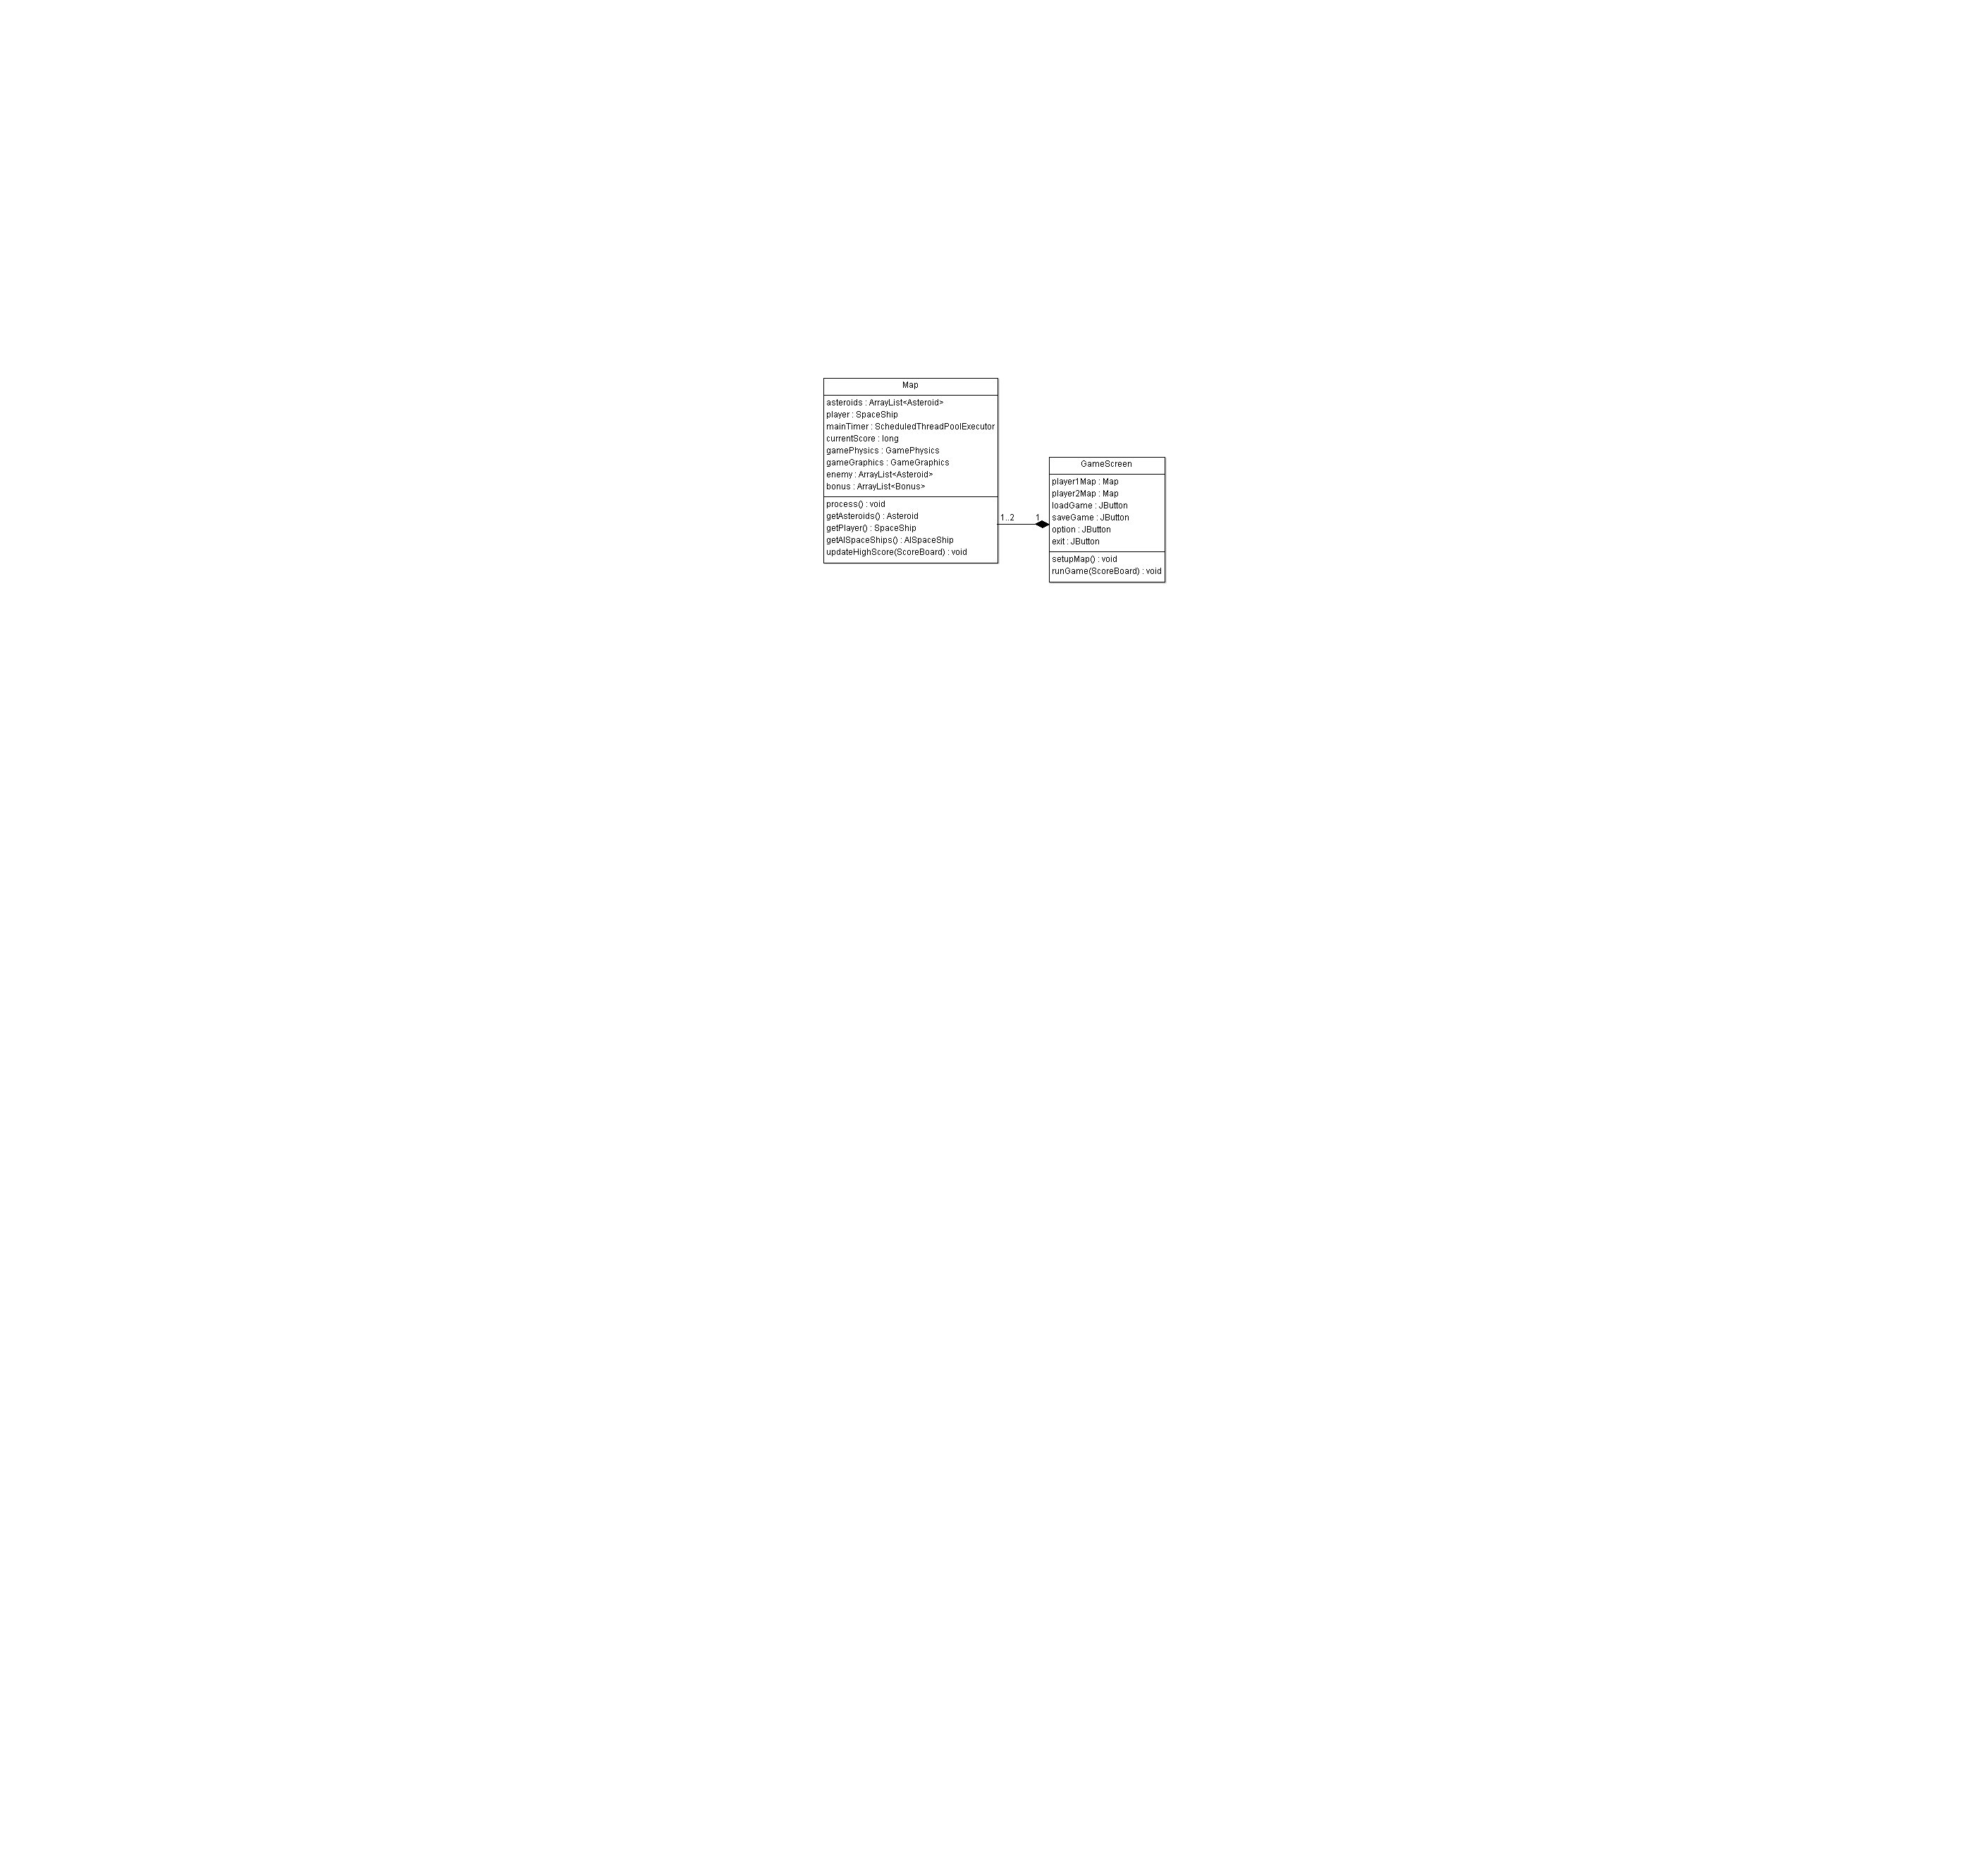 Map
asteroids : ArrayList<Asteroid>
player : SpaceShip
mainTimer : ScheduledThreadPoolExecutor
currentScore : long
gamePhysics : GamePhysics
gameGraphics : GameGraphics
enemy : ArrayList<Asteroid>
bonus : ArrayList<Bonus>
process() : void
getAsteroids() : Asteroid
getPlayer() : SpaceShip
getAISpaceShips() : AISpaceShip
updateHighScore(ScoreBoard) : void
1..2
1
GameScreen
player1Map : Map
player2Map : Map
loadGame : JButton
saveGame : JButton
option : JButton
exit : JButton
setupMap() : void
runGame(ScoreBoard) : void